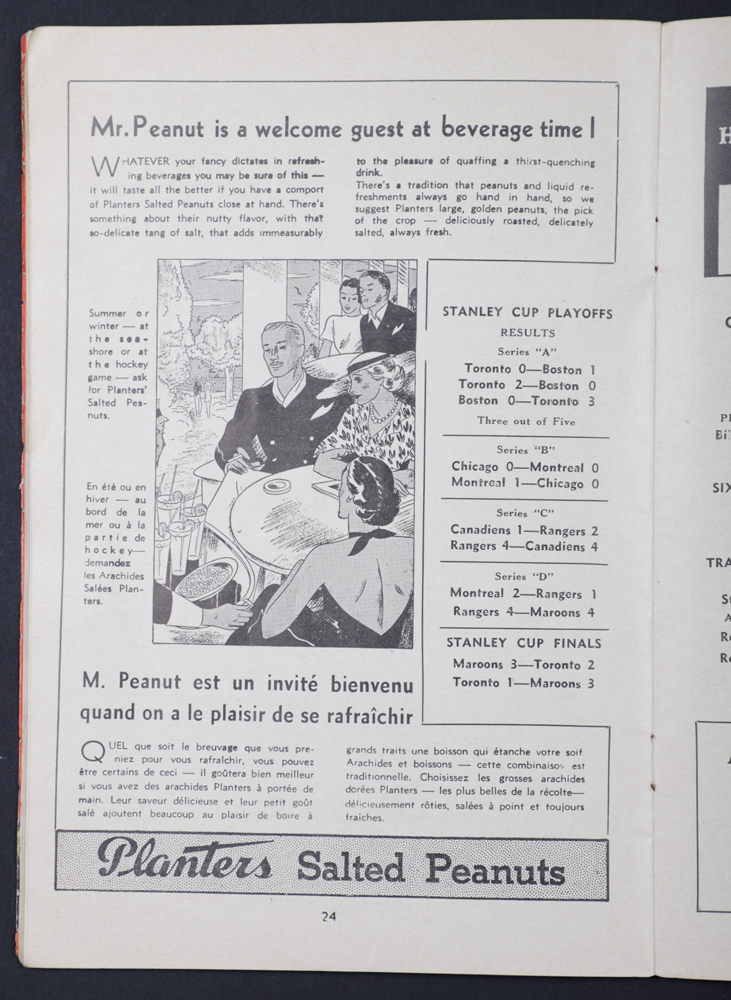 Mr. Peanut is a welcome guest at beverage time!
WHATEVER your fancy dictates in refresh-
ing beverages you may be sure of this —
it will taste all the better if you have a comport
of Planters Salted Peanuts close at hand. There's
something about their nutty flavor, with that
so-delicate tang of salt, that adds immeasurably
to the pleasure of quaffing a thirst-quenching
drink.
There's a tradition that peanuts and liquid re-
freshments always go hand in hand, so we
suggest Planters large, golden peanuts, the pick
of the crop — deliciously roasted, delicately
salted, always fresh.
Summer or
winter — at
the sea-
shore or at
the hockey
game — ask
for Planters'
Salted Pea-
nuts.
En été ou en
hiver — au
bord de la
mer ou à la
partie de
hockey—
demandez
les Arachides
Salées Plan-
ters.
STANLEY CUP PLAYOFFS
RESULTS
Series "A"
Toronto 0—Boston 1
Toronto 2—Boston 0
Boston 0—Toronto 3
Three out of Five
Series "B"
Chicago 0—Montreal 0
Montreal 1—Chicago 0
Series "C"
Canadiens 1—Rangers 2
Rangers 4—Canadiens 4
Series "D"
Montreal 2—Rangers 1
Rangers 4—Maroons 4
STANLEY CUP FINALS
Maroons 3—Toronto 2
Toronto 1—Maroons 3
M. Peanut est un invité bienvenu
quand on a le plaisir de se rafraîchir
QUEL que soit le breuvage que vous pre-
niez pour vous rafraîchir, vous pouvez
être certains de ceci — il goûtera bien meilleur
si vous avez des arachides Planters à portée de
main. Leur saveur délicieuse et leur petit goût
salé ajoutent beaucoup au plaisir de boire à
grands traits une boisson qui étanche votre soif.
Arachides et boissons — cette combinaison est
traditionnelle. Choisissez les grosses arachides
dorées Planters — les plus belles de la récolte—
délicieusement rôties, salées à point et toujours
fraîches.
Planters Salted Peanuts
24